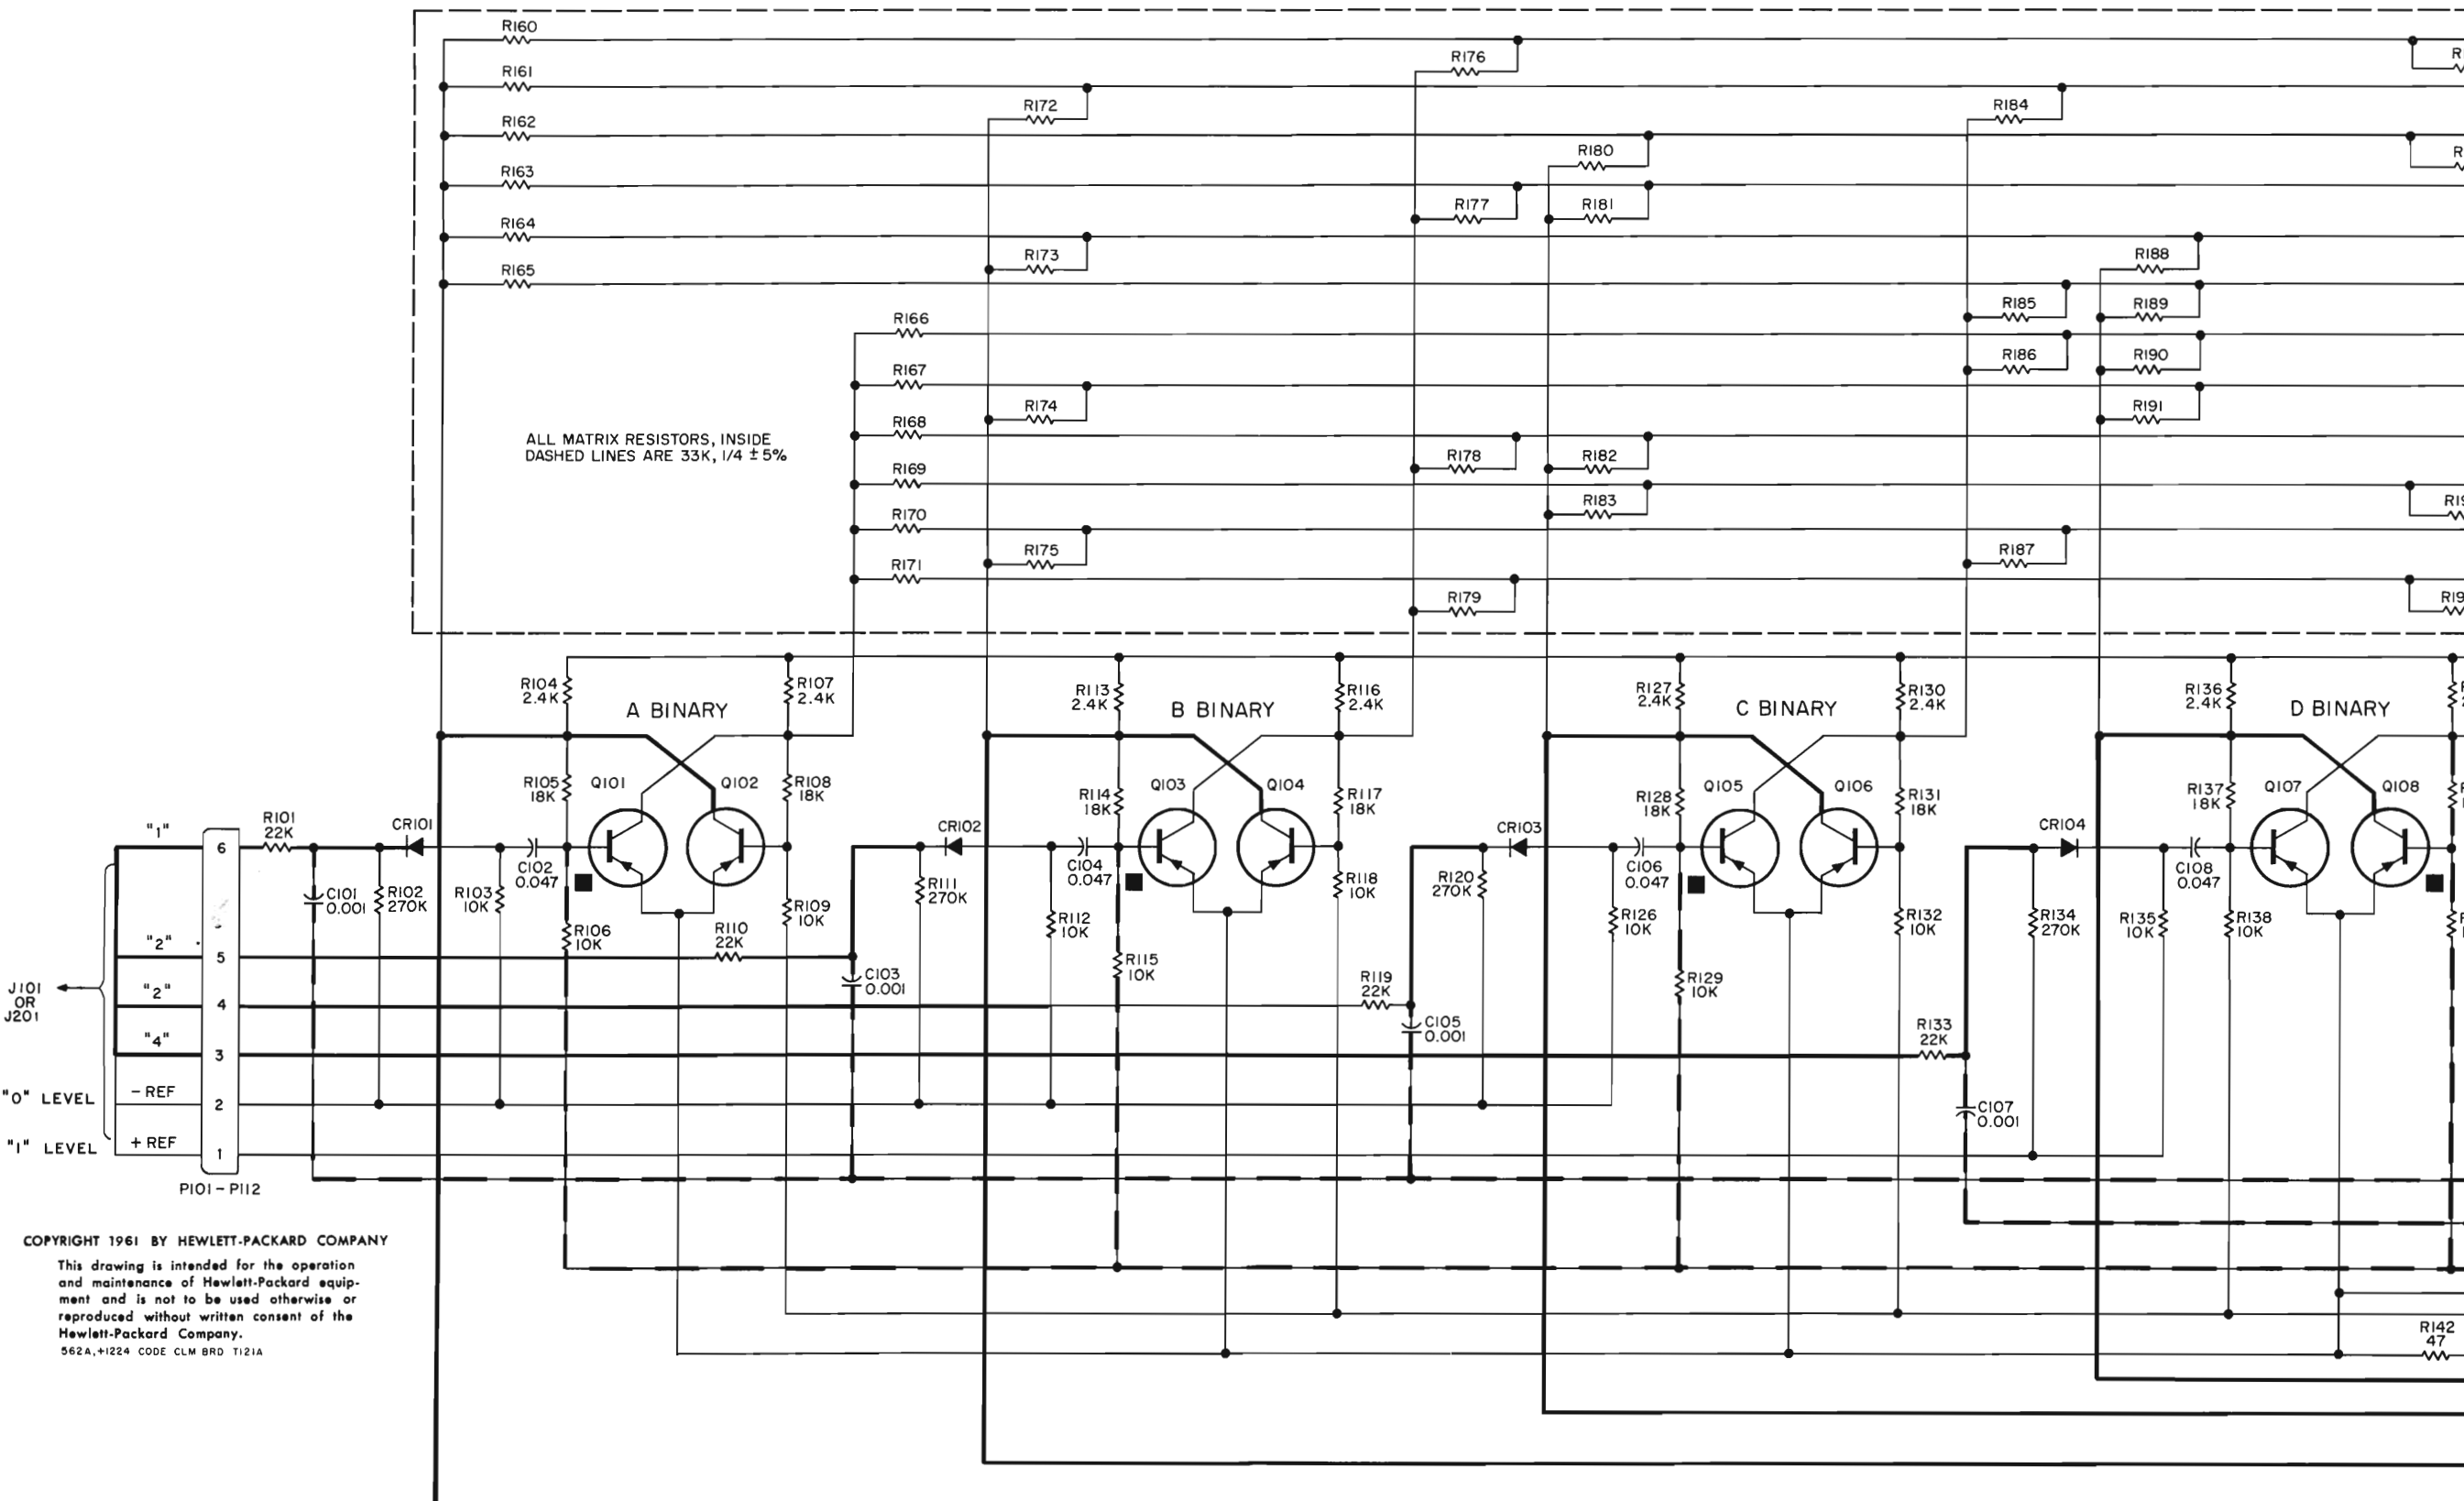 R160
R176
R161
R172
R184
R162
R180
R163
R177
R181
R164
R173
R188
R165
R185
R189
R166
R186
R190
R167
R174
R191
R168
ALL MATRIX RESISTORS, INSIDE
DASHED LINES ARE 33K, 1/4 ±5%
R178
R182
R169
R183
R170
R175
R187
R171
R179
R104
2.4K
A BINARY
R107
2.4K
R113
2.4K
B BINARY
R116
2.4K
R127
2.4K
C BINARY
R130
2.4K
R136
2.4K
D BINARY
R105
18K
Q101
Q102
R108
18K
R114
18K
Q103
Q104
R117
18K
R128
18K
Q105
Q106
R131
18K
R137
18K
Q107
Q108
"1"
6
R101
22K
CR101
C101
0.001
R102
270K
R103
10K
C102
0.047
R106
10K
R109
10K
CR102
R111
270K
R112
10K
C104
0.047
R115
10K
R118
10K
CR103
R120
270K
R126
10K
C106
0.047
R129
10K
R132
10K
CR104
R134
270K
R135
10K
C108
0.047
R138
10K
"2"
5
R110
22K
C103
0.001
J101
OR
J201
"2"
4
R119
22K
C105
0.001
"4"
3
R133
22K
C107
0.001
"0" LEVEL
– REF
2
"1" LEVEL
+ REF
1
P101-P112
COPYRIGHT 1961 BY HEWLETT-PACKARD COMPANY
This drawing is intended for the operation
and maintenance of Hewlett-Packard equip-
ment and is not to be used otherwise or
reproduced without written consent of the
Hewlett-Packard Company.
562A,+1224 CODE CLM BRD T121A
R142
47